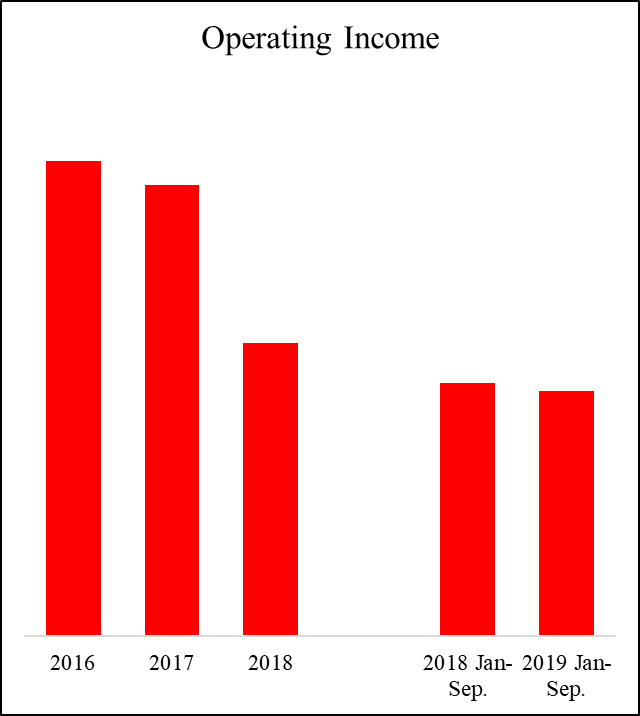 Operating Income
2016
2017
2018
2018 Jan-
Sep.
2019 Jan-
Sep.